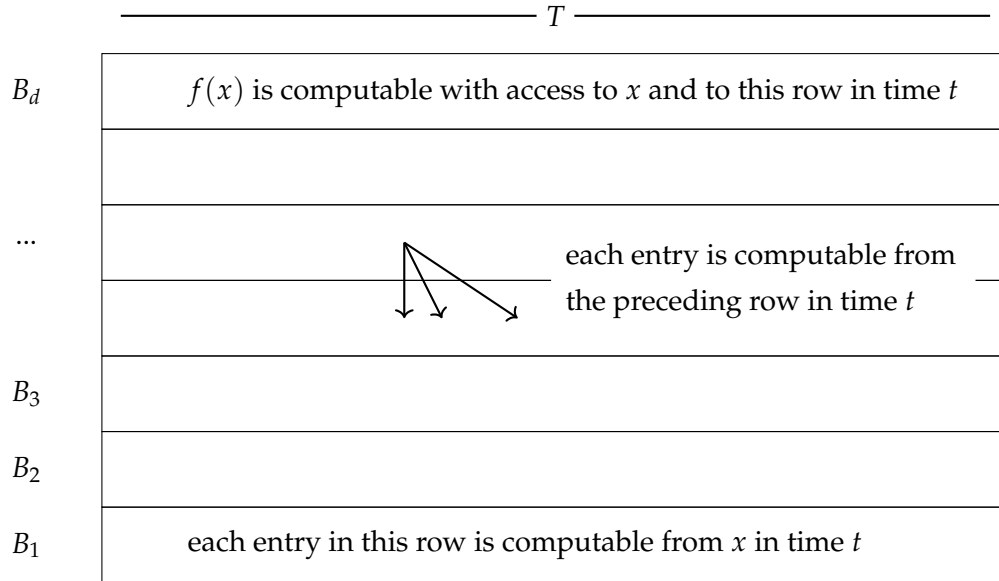 T
B_d f(x) is computable with access to x and to this row in time t
...
each entry is computable from
the preceding row in time t
B_3
B_2
B_1 each entry in this row is computable from x in time t